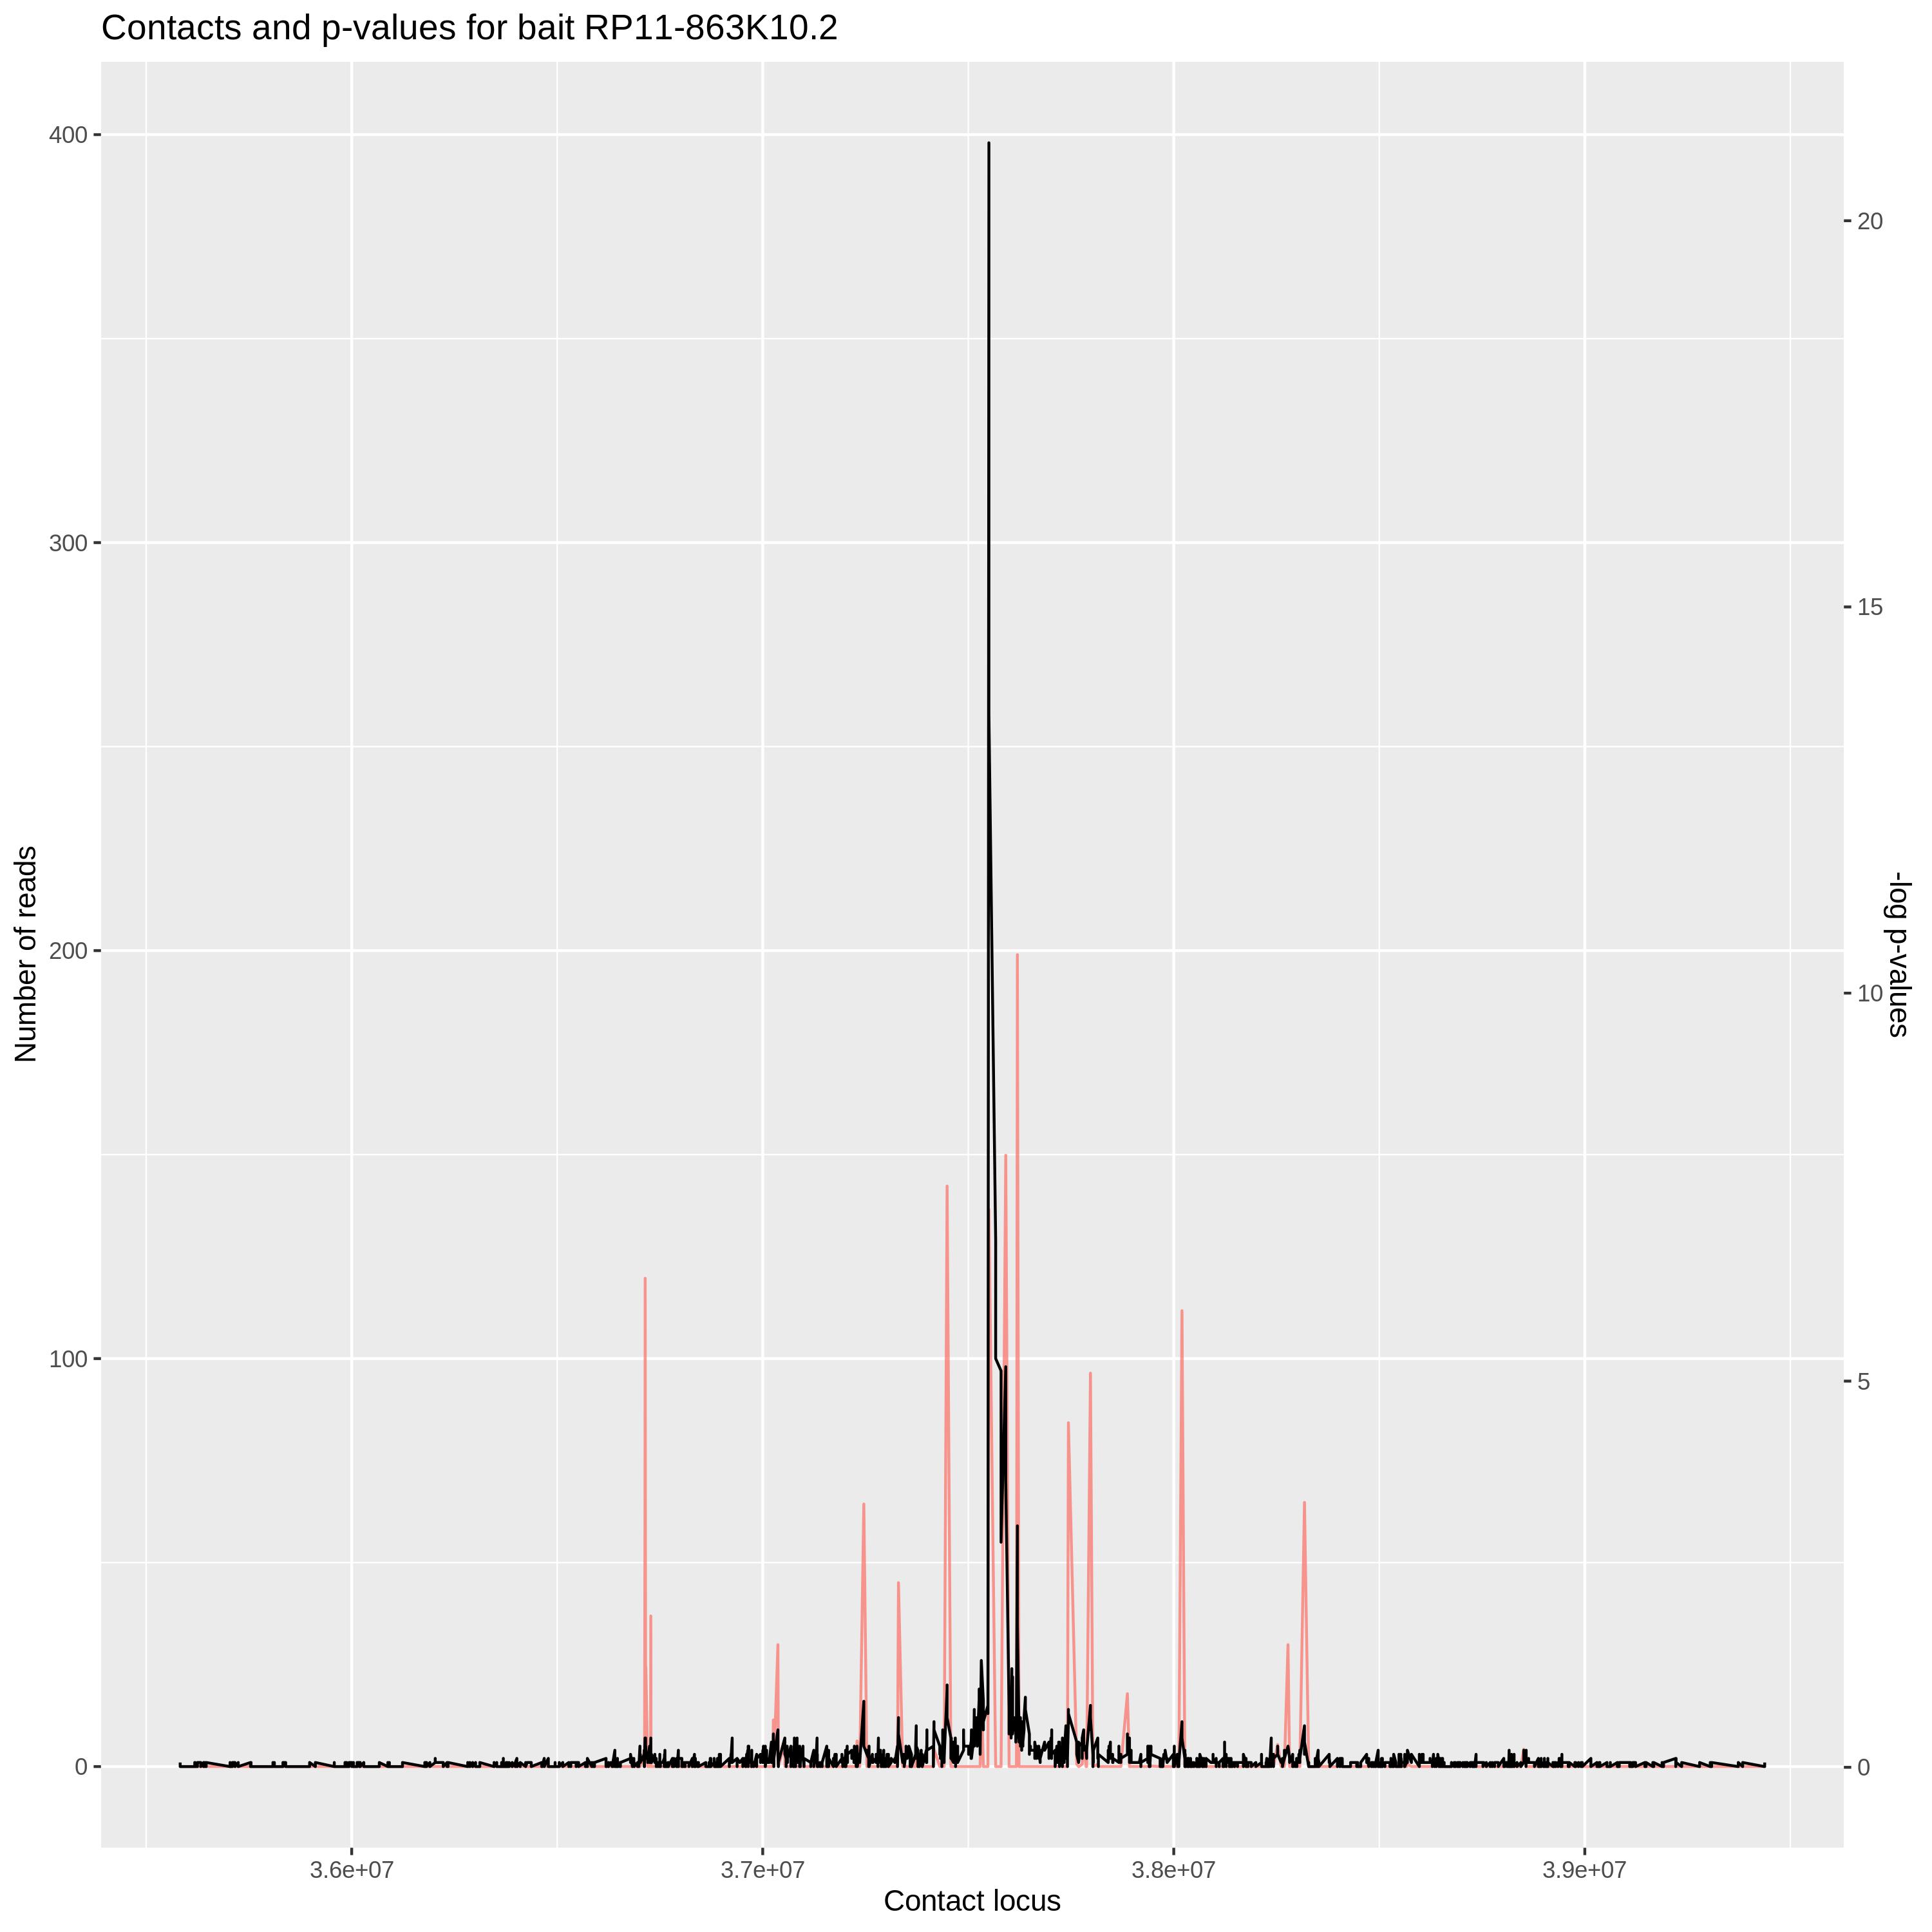 Contacts and p-values for bait RP11-863K10.2
400
300
200
100
0
Number of reads
20
15
10
5
0
-log p-values
3.6e+07
3.7e+07
3.8e+07
3.9e+07
Contact locus